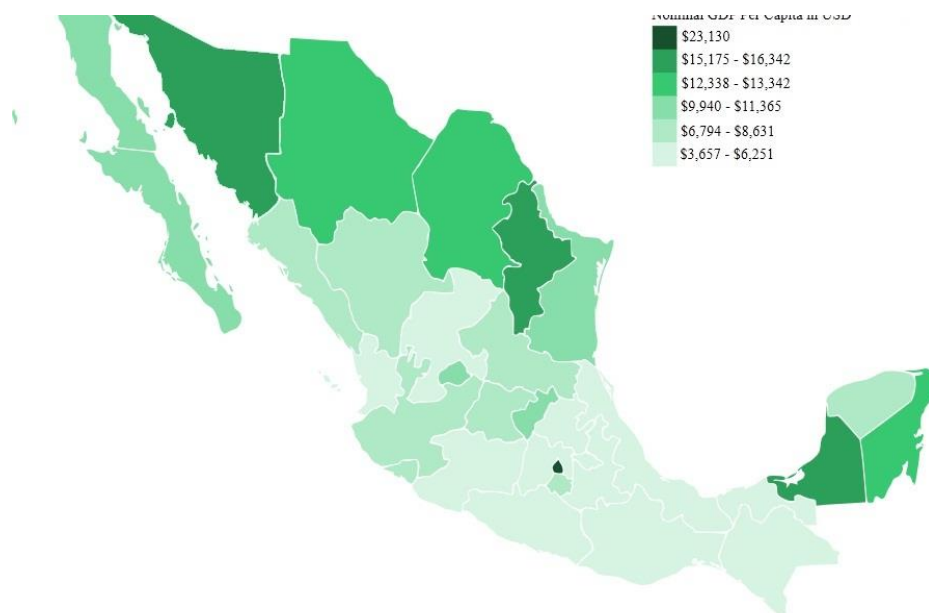 Nominal GDP Per Capita in USD
$23,130
$15,175 - $16,342
$12,338 - $13,342
$9,940 - $11,365
$6,794 - $8,631
$3,657 - $6,251